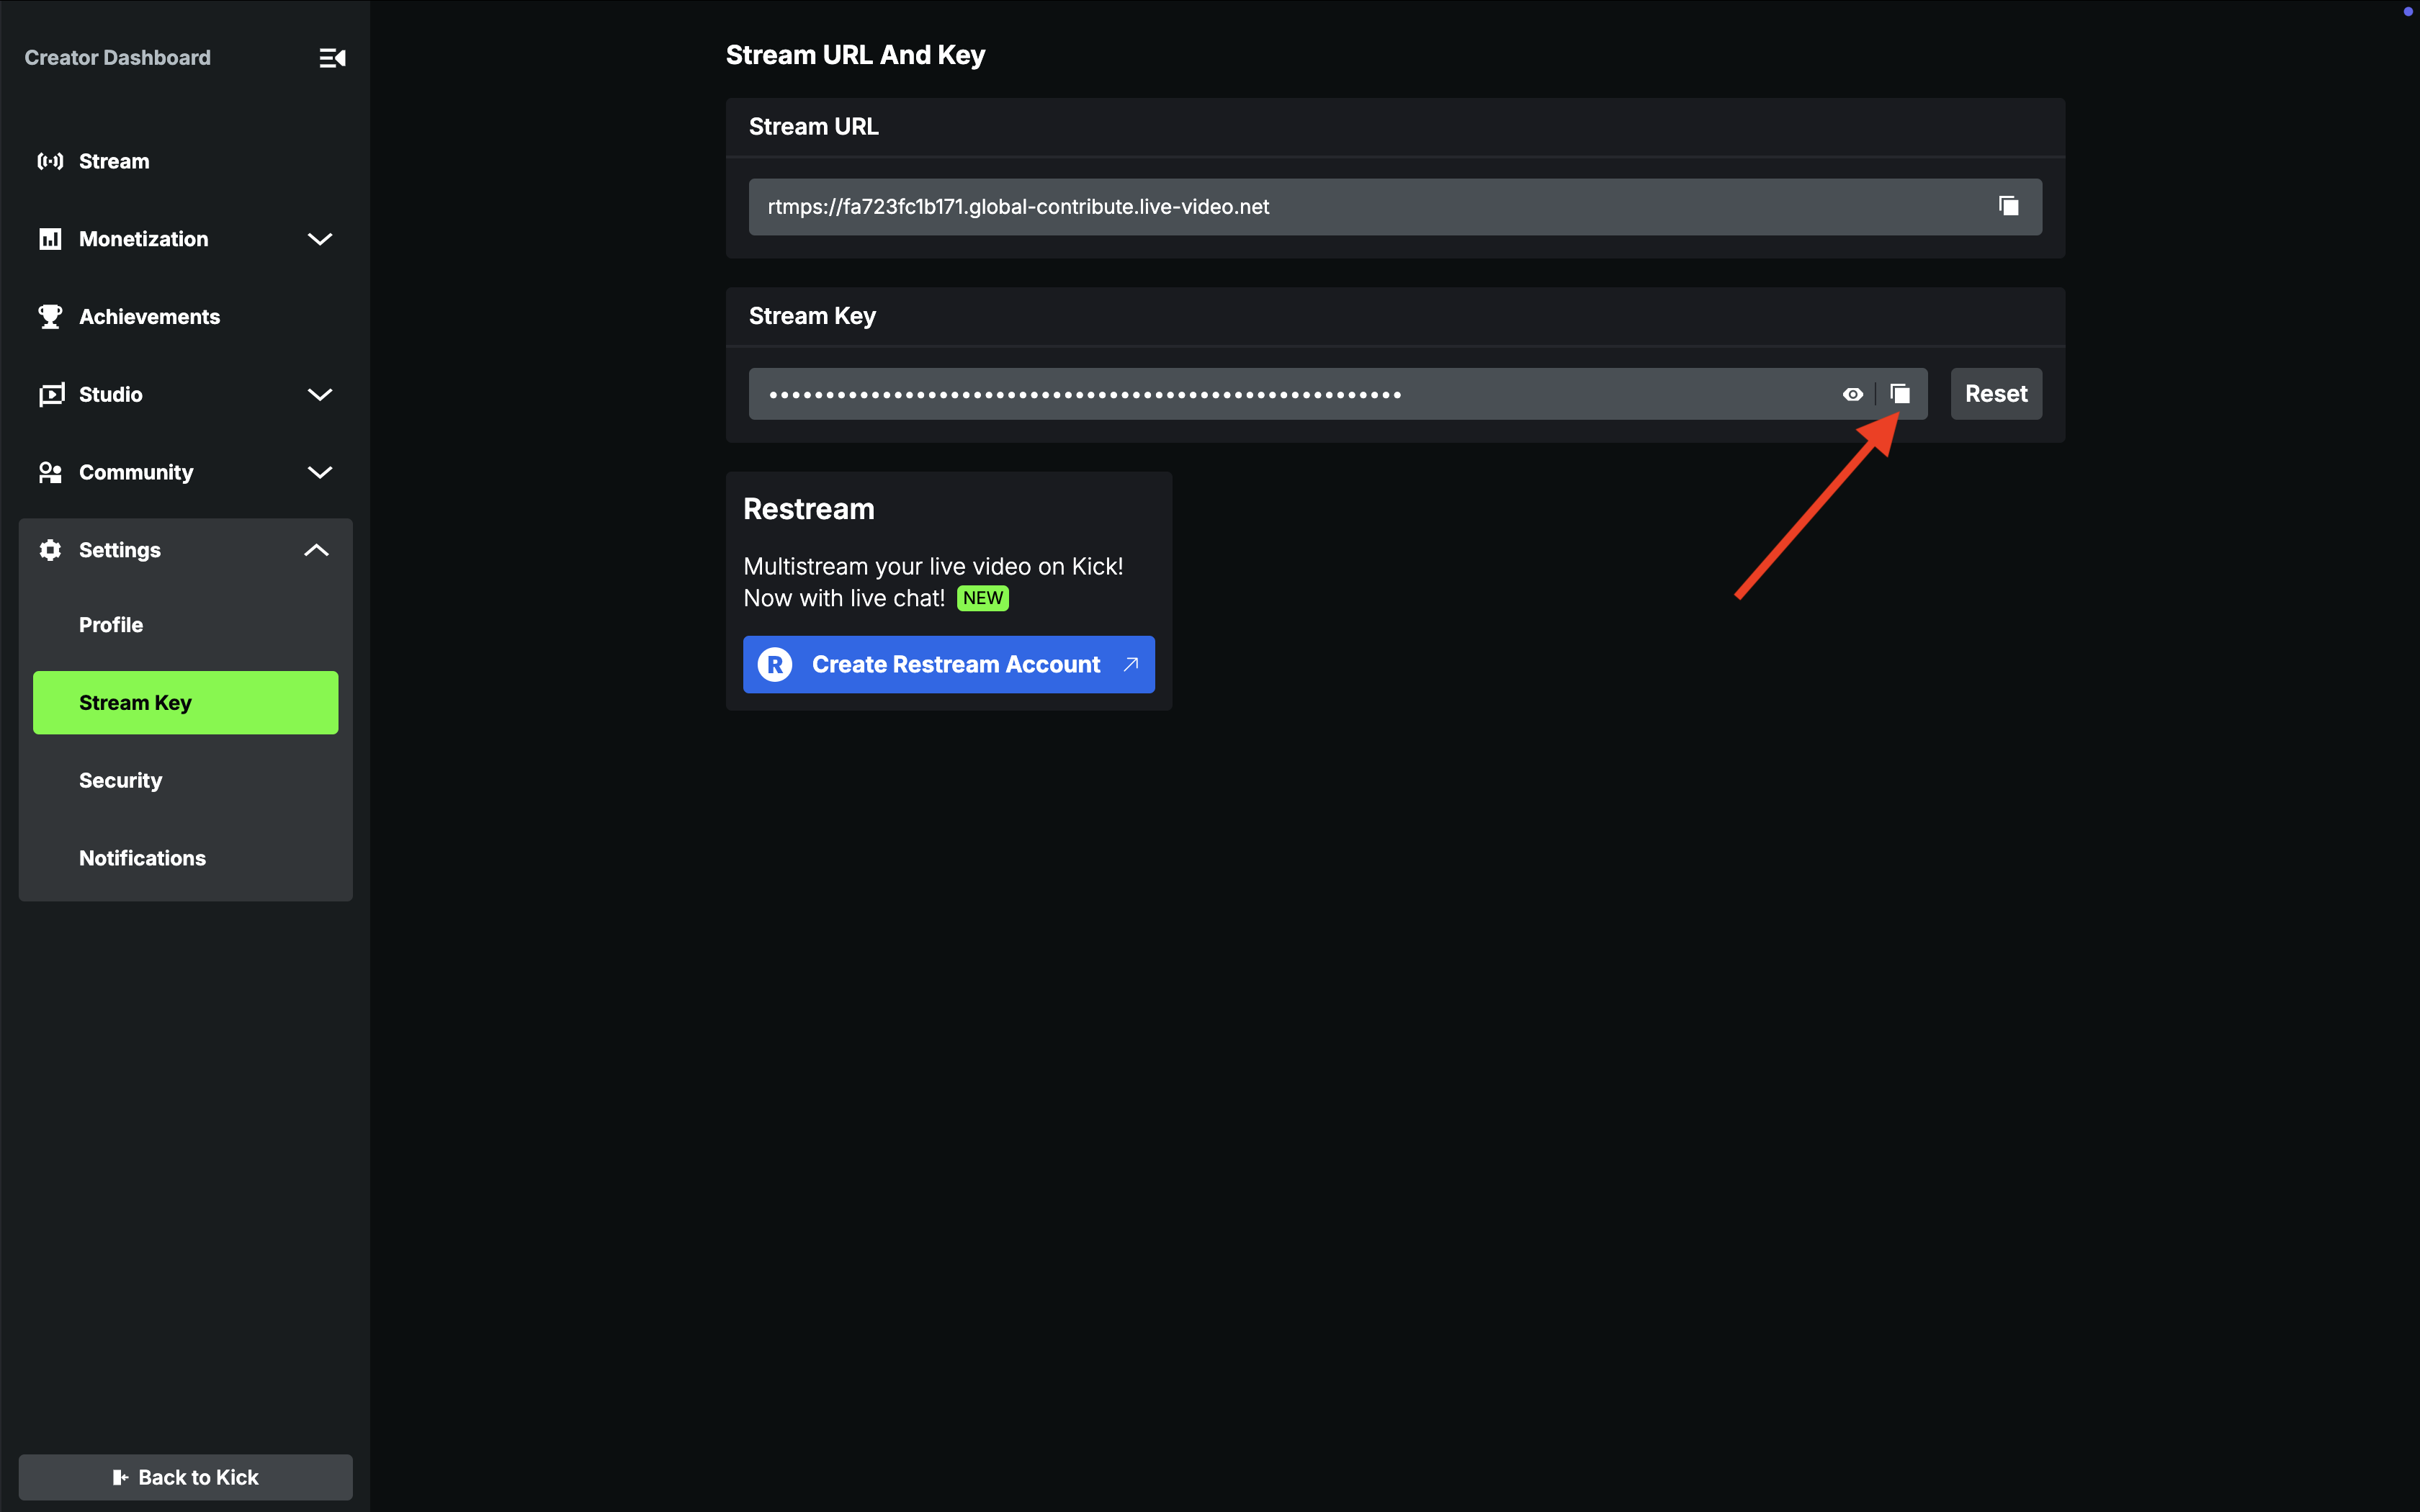 Creator Dashboard
Stream
Monetization
Achievements
Studio
Community
Settings
Profile
Stream Key
Security
Notifications
Back to Kick
Stream URL And Key
Stream URL
rtmps://fa723fc1b171.global-contribute.live-video.net
Stream Key
••••••••••••••••••••••••••••••••••••••••••••••••••••••••
Reset
Restream
Multistream your live video on Kick!
Now with live chat! NEW
R Create Restream Account